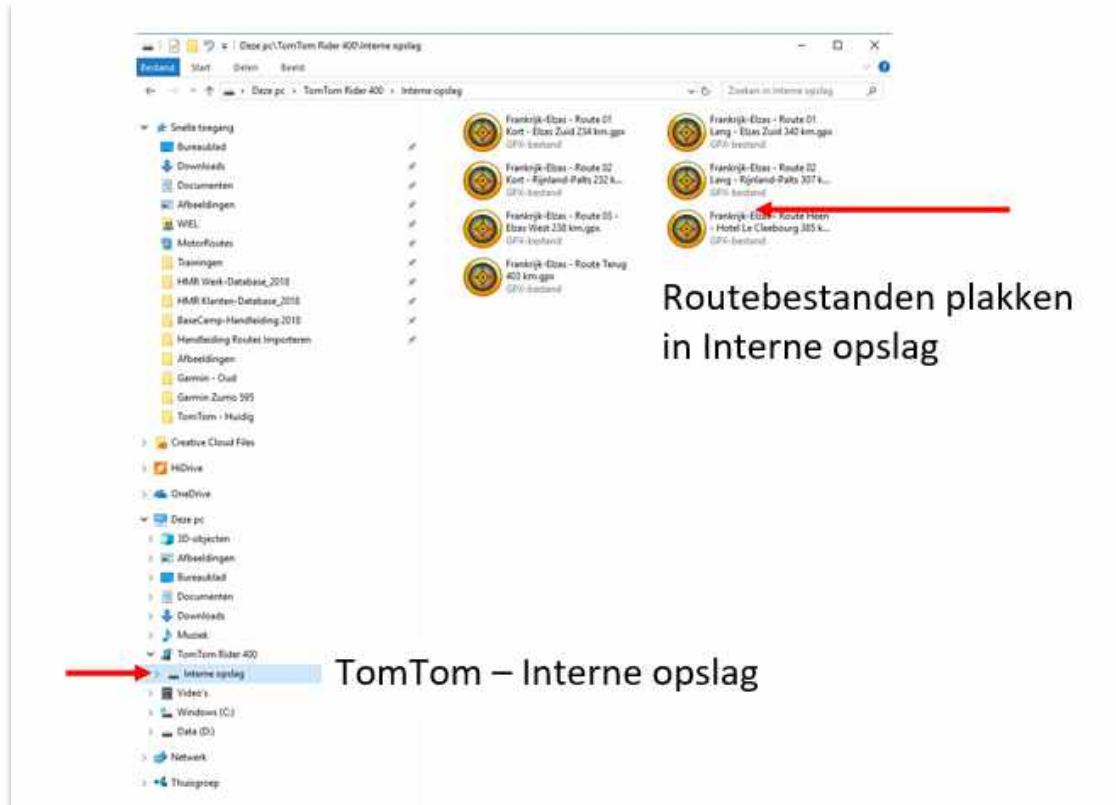 Deze pc\TomTom Rider 400\Interne opslag
Bestand Start Delen Beeld
Deze pc › TomTom Rider 400 › Interne opslag
Zoeken in Interne opslag
Snelle toegang
Bureaublad
Downloads
Documenten
Afbeeldingen
WIEL
MotorRoutes
Trainingen
HMR Werk-Database_2018
HMR Klanten-Database_2018
BaseCamp-Handleiding 2018
Handleiding Routes Importeren
Afbeeldingen
Garmin - Oud
Garmin Zumo 595
TomTom - Huidig
Creative Cloud Files
HiDrive
OneDrive
Deze pc
3D-objecten
Afbeeldingen
Bureaublad
Documenten
Downloads
Muziek
TomTom Rider 400
Interne opslag
Video's
Windows (C:)
Data (D:)
Netwerk
Thuisgroep
Frankrijk-Elzas - Route 01
Kort - Elzas Zuid 234 km.gpx
GPX-bestand
Frankrijk-Elzas - Route 01
Lang - Elzas Zuid 340 km.gpx
GPX-bestand
Frankrijk-Elzas - Route 02
Kort - Rijnland-Palts 232 k...
GPX-bestand
Frankrijk-Elzas - Route 02
Lang - Rijnland-Palts 307 k...
GPX-bestand
Frankrijk-Elzas - Route 03 -
Elzas West 238 km.gpx
GPX-bestand
Frankrijk-Elzas - Route Heen
- Hotel Le Cleebourg 385 k...
GPX-bestand
Frankrijk-Elzas - Route Terug
403 km.gpx
GPX-bestand
Routebestanden plakken
in Interne opslag
TomTom – Interne opslag